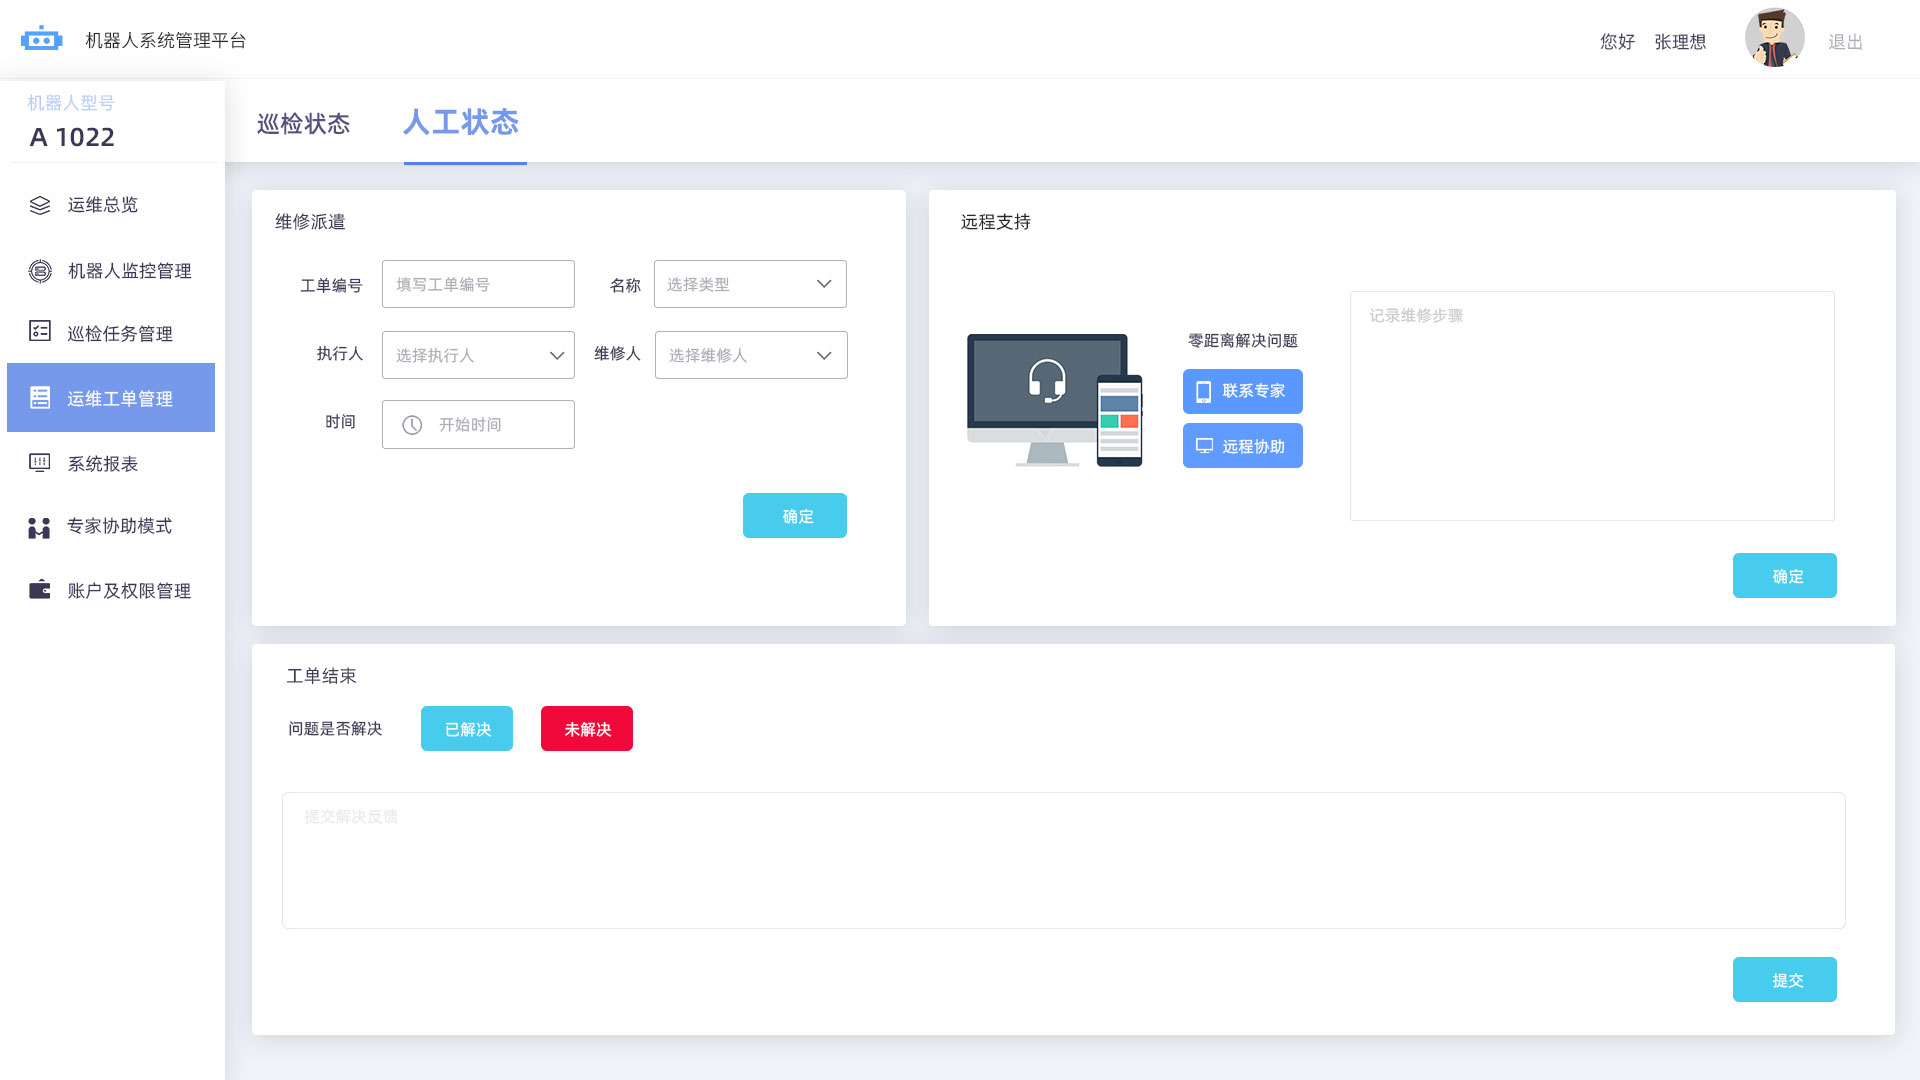 机器人系统管理平台
您好 张理想
退出
机器人型号
A 1022
运维总览
机器人监控管理
巡检任务管理
运维工单管理
系统报表
专家协助模式
账户及权限管理
巡检状态
人工状态
维修派遣
工单编号
填写工单编号
名称
选择类型
执行人
选择执行人
维修人
选择维修人
时间
开始时间
确定
远程支持
零距离解决问题
联系专家
远程协助
记录维修步骤
确定
工单结束
问题是否解决
已解决
未解决
提交解决反馈
提交